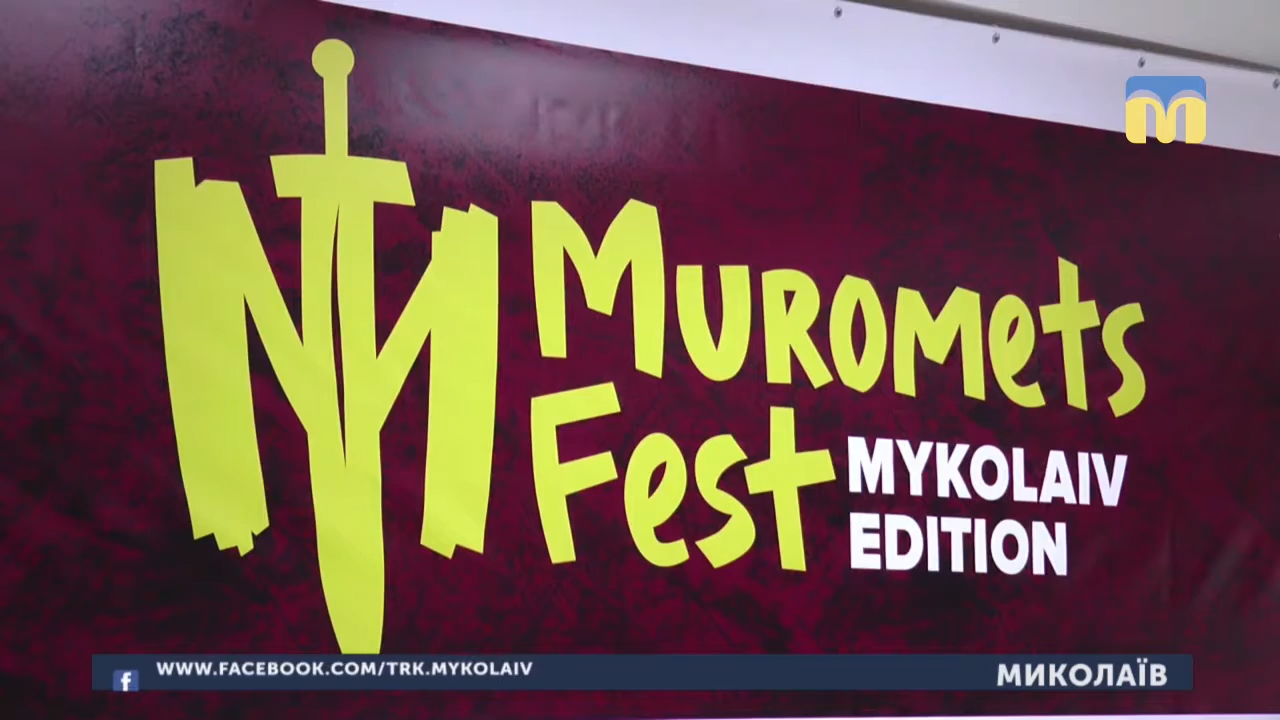 Muromets
Fest
MYKOLAIV
EDITION
WWW.FACEBOOK.COM/TRK.MYKOLAIV
МИКОЛАЇВ